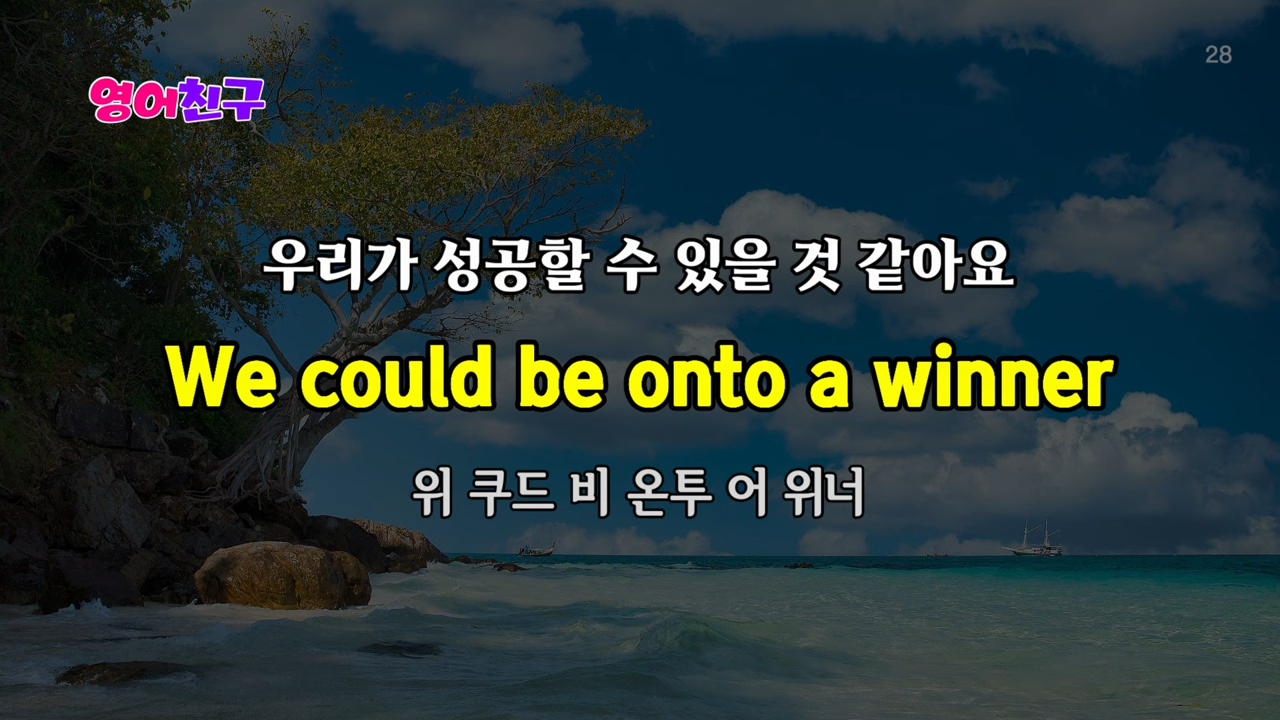 28
영어친구
우리가 성공할 수 있을 것 같아요
We could be onto a winner
위 쿠드 비 온투 어 위너